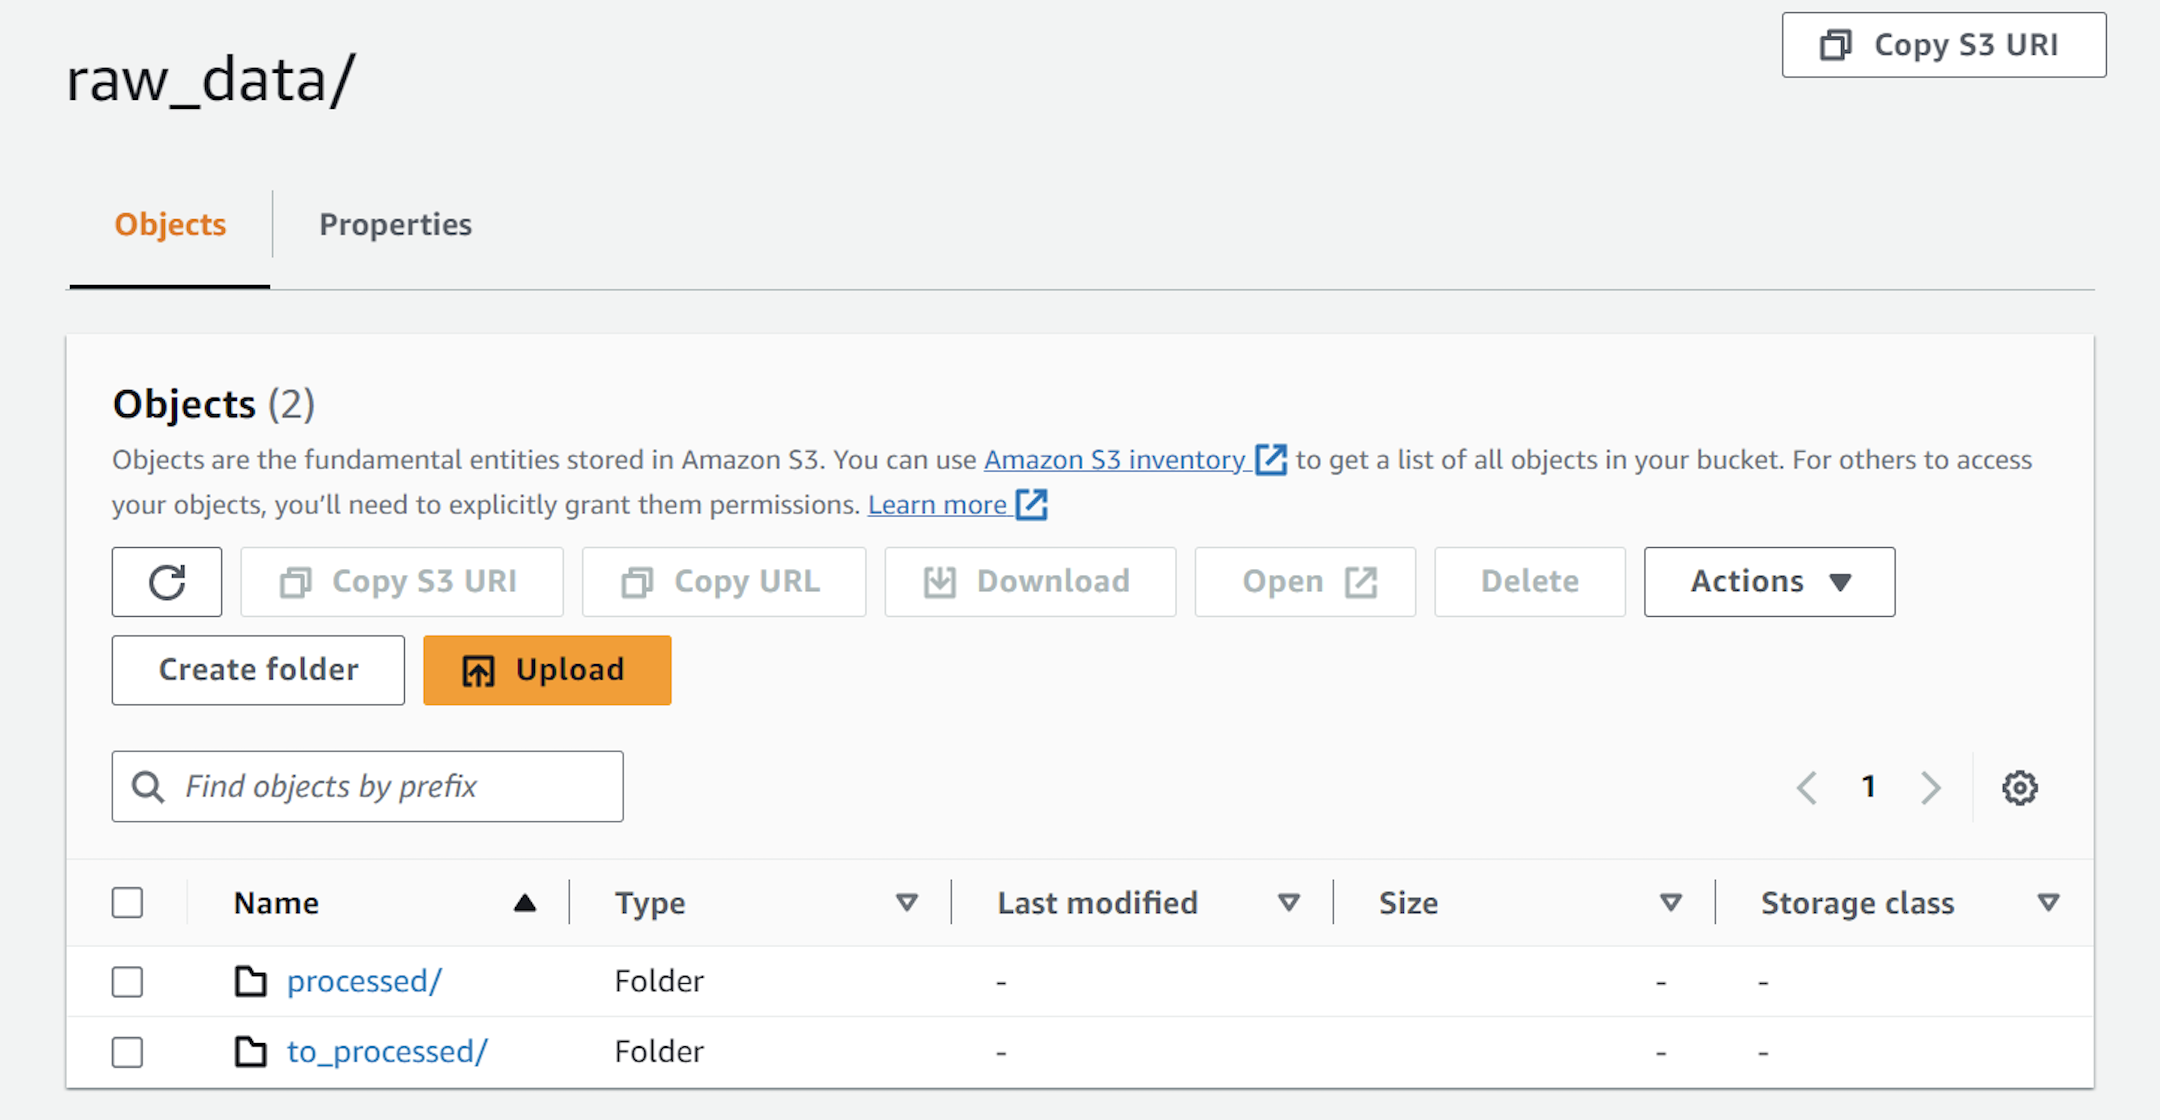 Copy S3 URI
raw_data/
Objects Properties
Objects (2)
Objects are the fundamental entities stored in Amazon S3. You can use Amazon S3 inventory to get a list of all objects in your bucket. For others to access
your objects, you’ll need to explicitly grant them permissions. Learn more
Copy S3 URI Copy URL Download Open Delete Actions
Create folder Upload
Find objects by prefix 1
Name Type Last modified Size Storage class
processed/ Folder - - -
to_processed/ Folder - - -